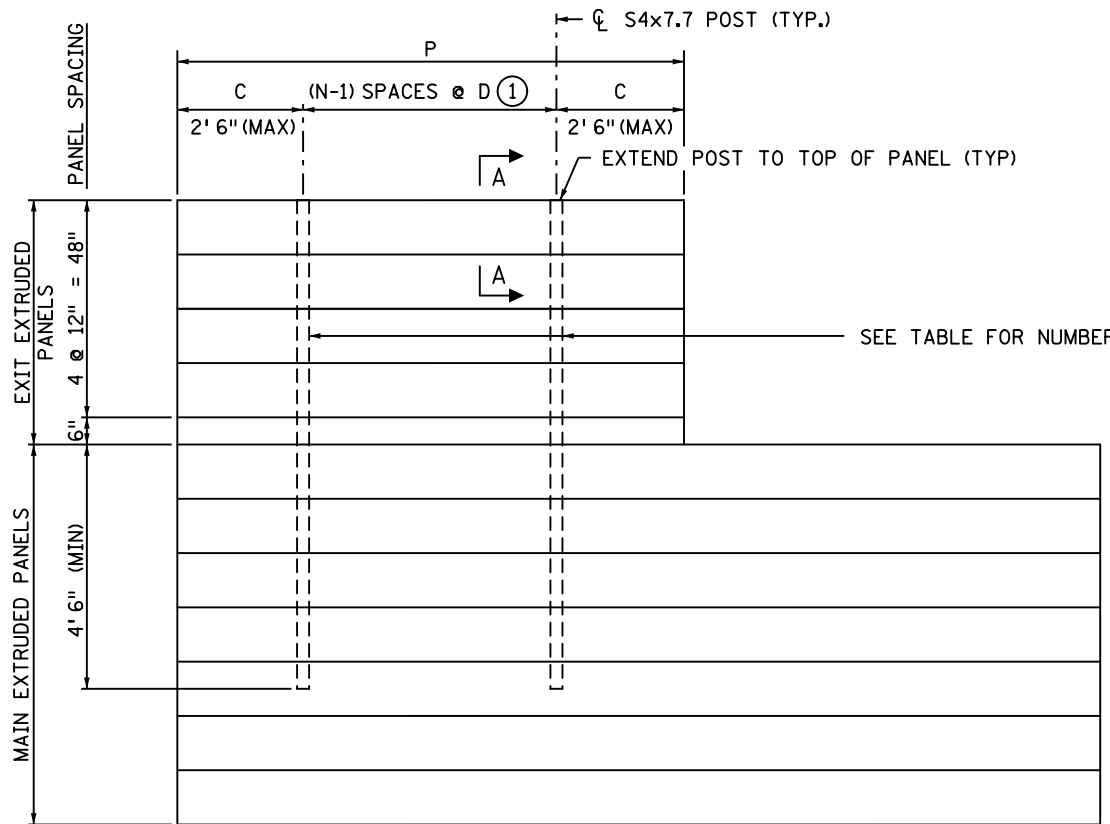 ℄ S4x7.7 POST (TYP.)
P
C
(N-1) SPACES @ D 1
C
2' 6" (MAX)
2' 6" (MAX)
PANEL SPACING
A
EXTEND POST TO TOP OF PANEL (TYP)
A
EXIT EXTRUDED
PANELS
4 @ 12" = 48"
SEE TABLE FOR NUMBER
6"
4' 6" (MIN)
MAIN EXTRUDED PANELS